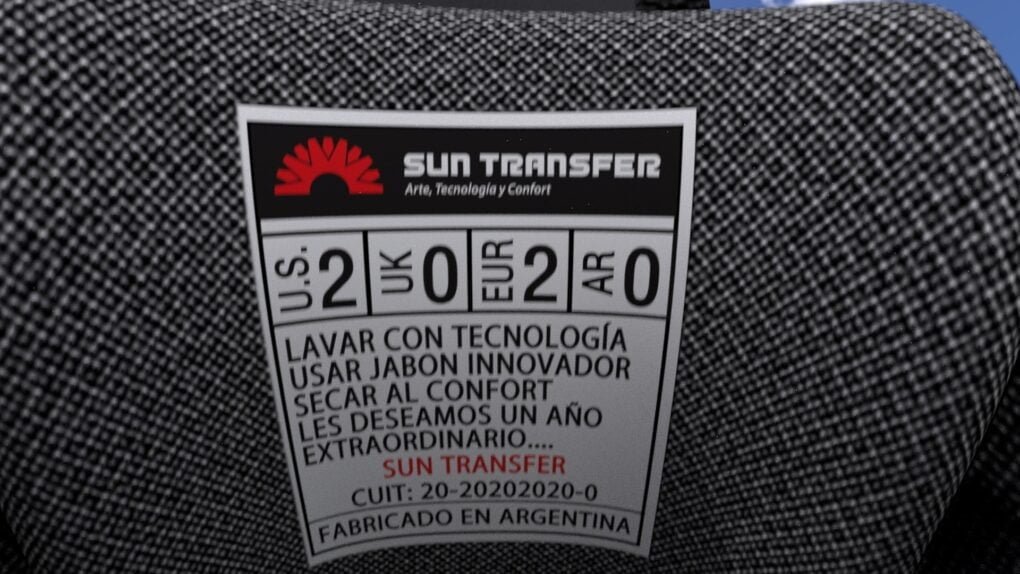 SUN TRANSFER
Arte, Tecnología y Confort
U.S. 2 UK 0 EUR 2 AR 0
LAVAR CON TECNOLOGÍA
USAR JABON INNOVADOR
SECAR AL CONFORT
LES DESEAMOS UN AÑO
EXTRAORDINARIO....
SUN TRANSFER
CUIT: 20-20202020-0
FABRICADO EN ARGENTINA